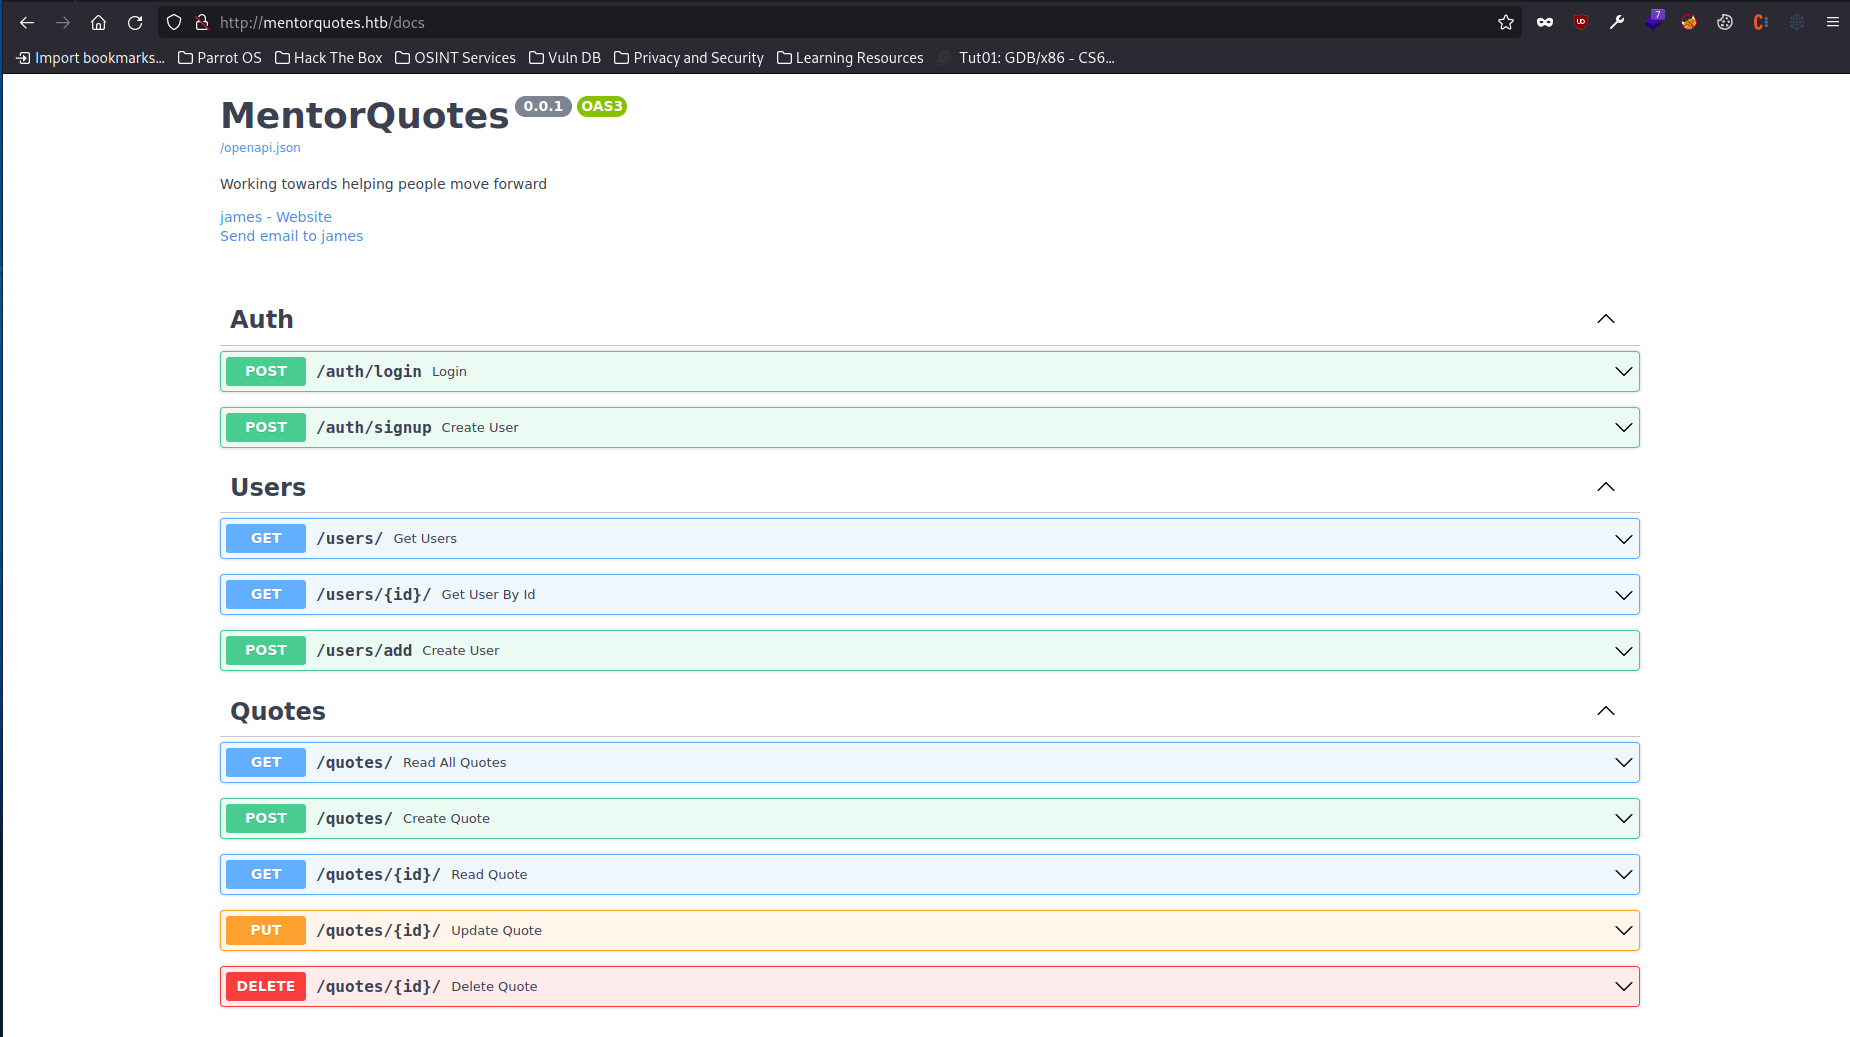 http://mentorquotes.htb/docs
7
Import bookmarks... Parrot OS Hack The Box OSINT Services Vuln DB Privacy and Security Learning Resources Tut01: GDB/x86 - CS6...
MentorQuotes 0.0.1 OAS3
/openapi.json
Working towards helping people move forward
james - Website
Send email to james
Auth
POST /auth/login Login
POST /auth/signup Create User
Users
GET /users/ Get Users
GET /users/{id}/ Get User By Id
POST /users/add Create User
Quotes
GET /quotes/ Read All Quotes
POST /quotes/ Create Quote
GET /quotes/{id}/ Read Quote
PUT /quotes/{id}/ Update Quote
DELETE /quotes/{id}/ Delete Quote